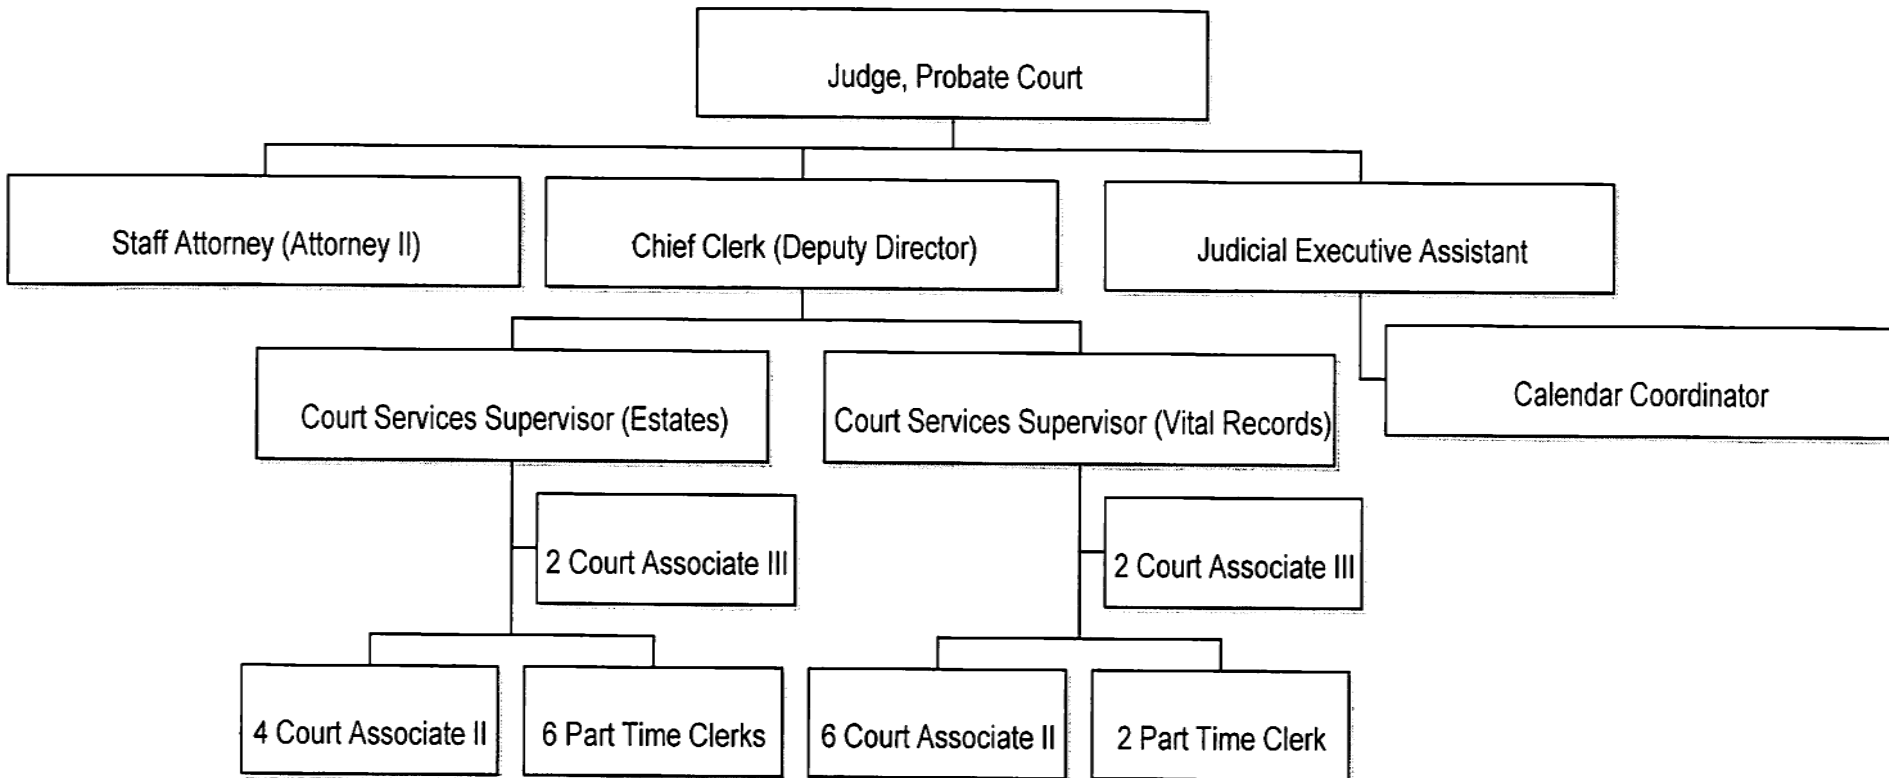 Judge, Probate Court
Staff Attorney (Attorney II)
Chief Clerk (Deputy Director)
Judicial Executive Assistant
Calendar Coordinator
Court Services Supervisor (Estates)
Court Services Supervisor (Vital Records)
2 Court Associate III
2 Court Associate III
4 Court Associate II
6 Part Time Clerks
6 Court Associate II
2 Part Time Clerk